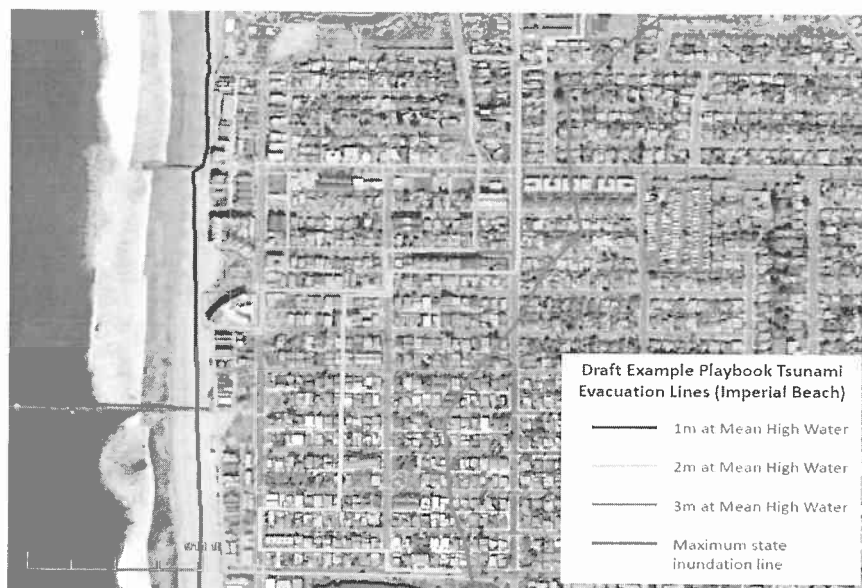 Draft Example Playbook Tsunami
Evacuation Lines (Imperial Beach)
1m at Mean High Water
2m at Mean High Water
3m at Mean High Water
Maximum state
inundation line